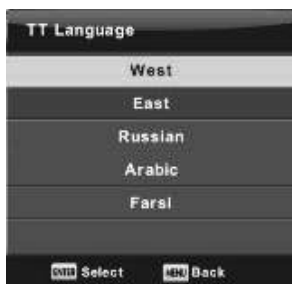 TT Language
West
East
Russian
Arabic
Farsi
ENTER Select MENU Back